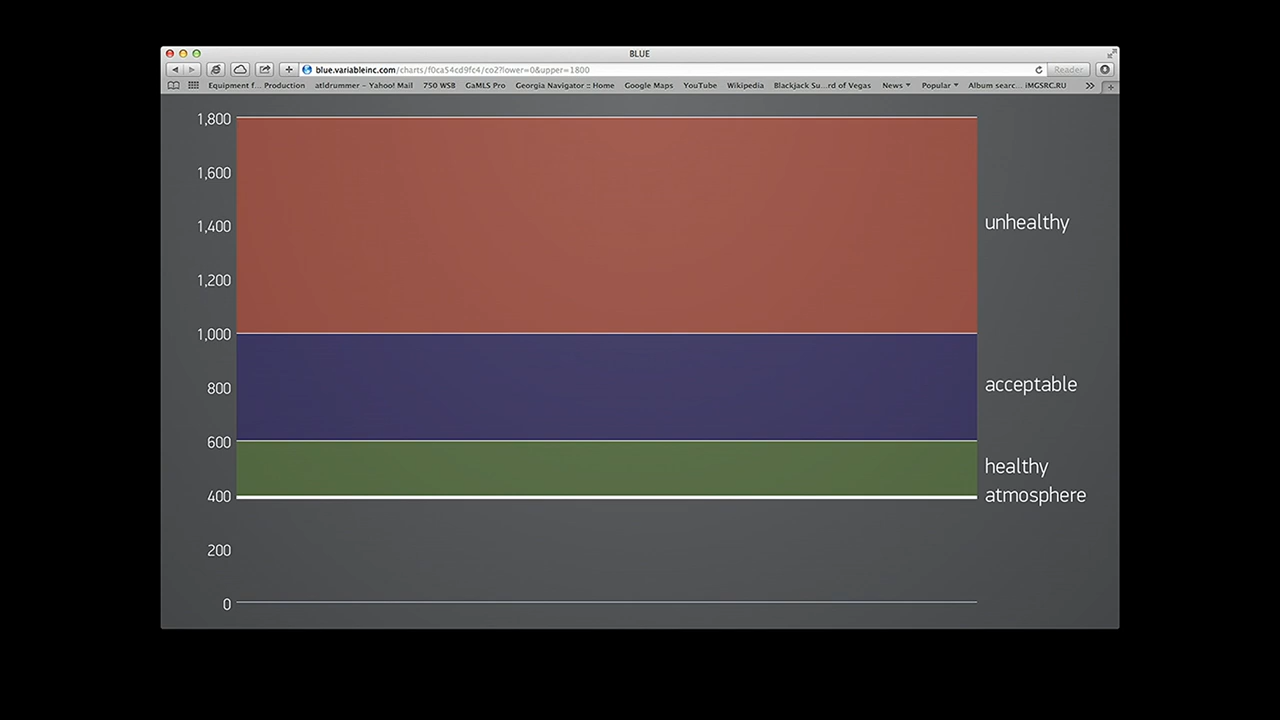 BLUE
blue.variableinc.com/charts/f0ca54cd9fc4/co2?lower=0&upper=1800
Reader
Equipment f... Production atldrummer – Yahoo! Mail 750 WSB GaMLS Pro Georgia Navigator :: Home Google Maps YouTube Wikipedia Blackjack Su...rd of Vegas News Popular Album searc... iMGSRC.RU
1,800
1,600
1,400
unhealthy
1,200
1,000
800
acceptable
600
healthy
400
atmosphere
200
0